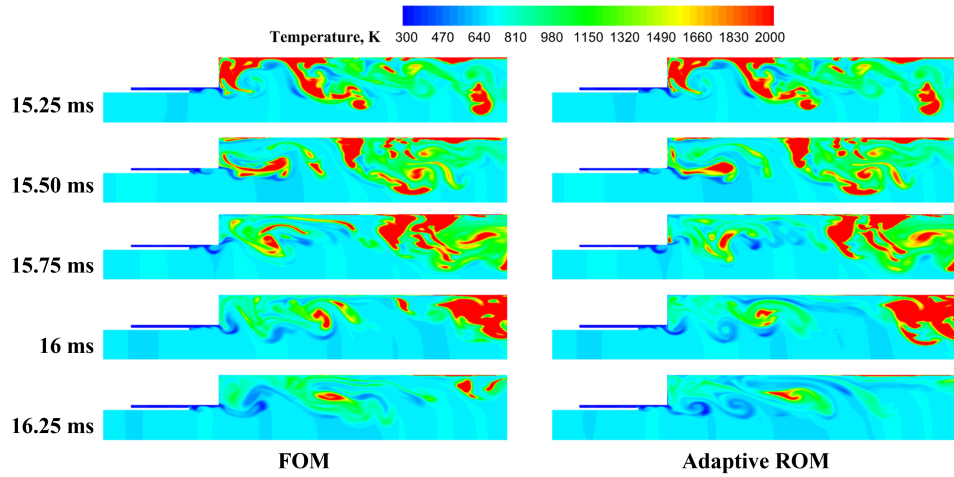 Temperature, K 300 470 640 810 980 1150 1320 1490 1660 1830 2000
15.25 ms
15.50 ms
15.75 ms
16 ms
16.25 ms
FOM Adaptive ROM